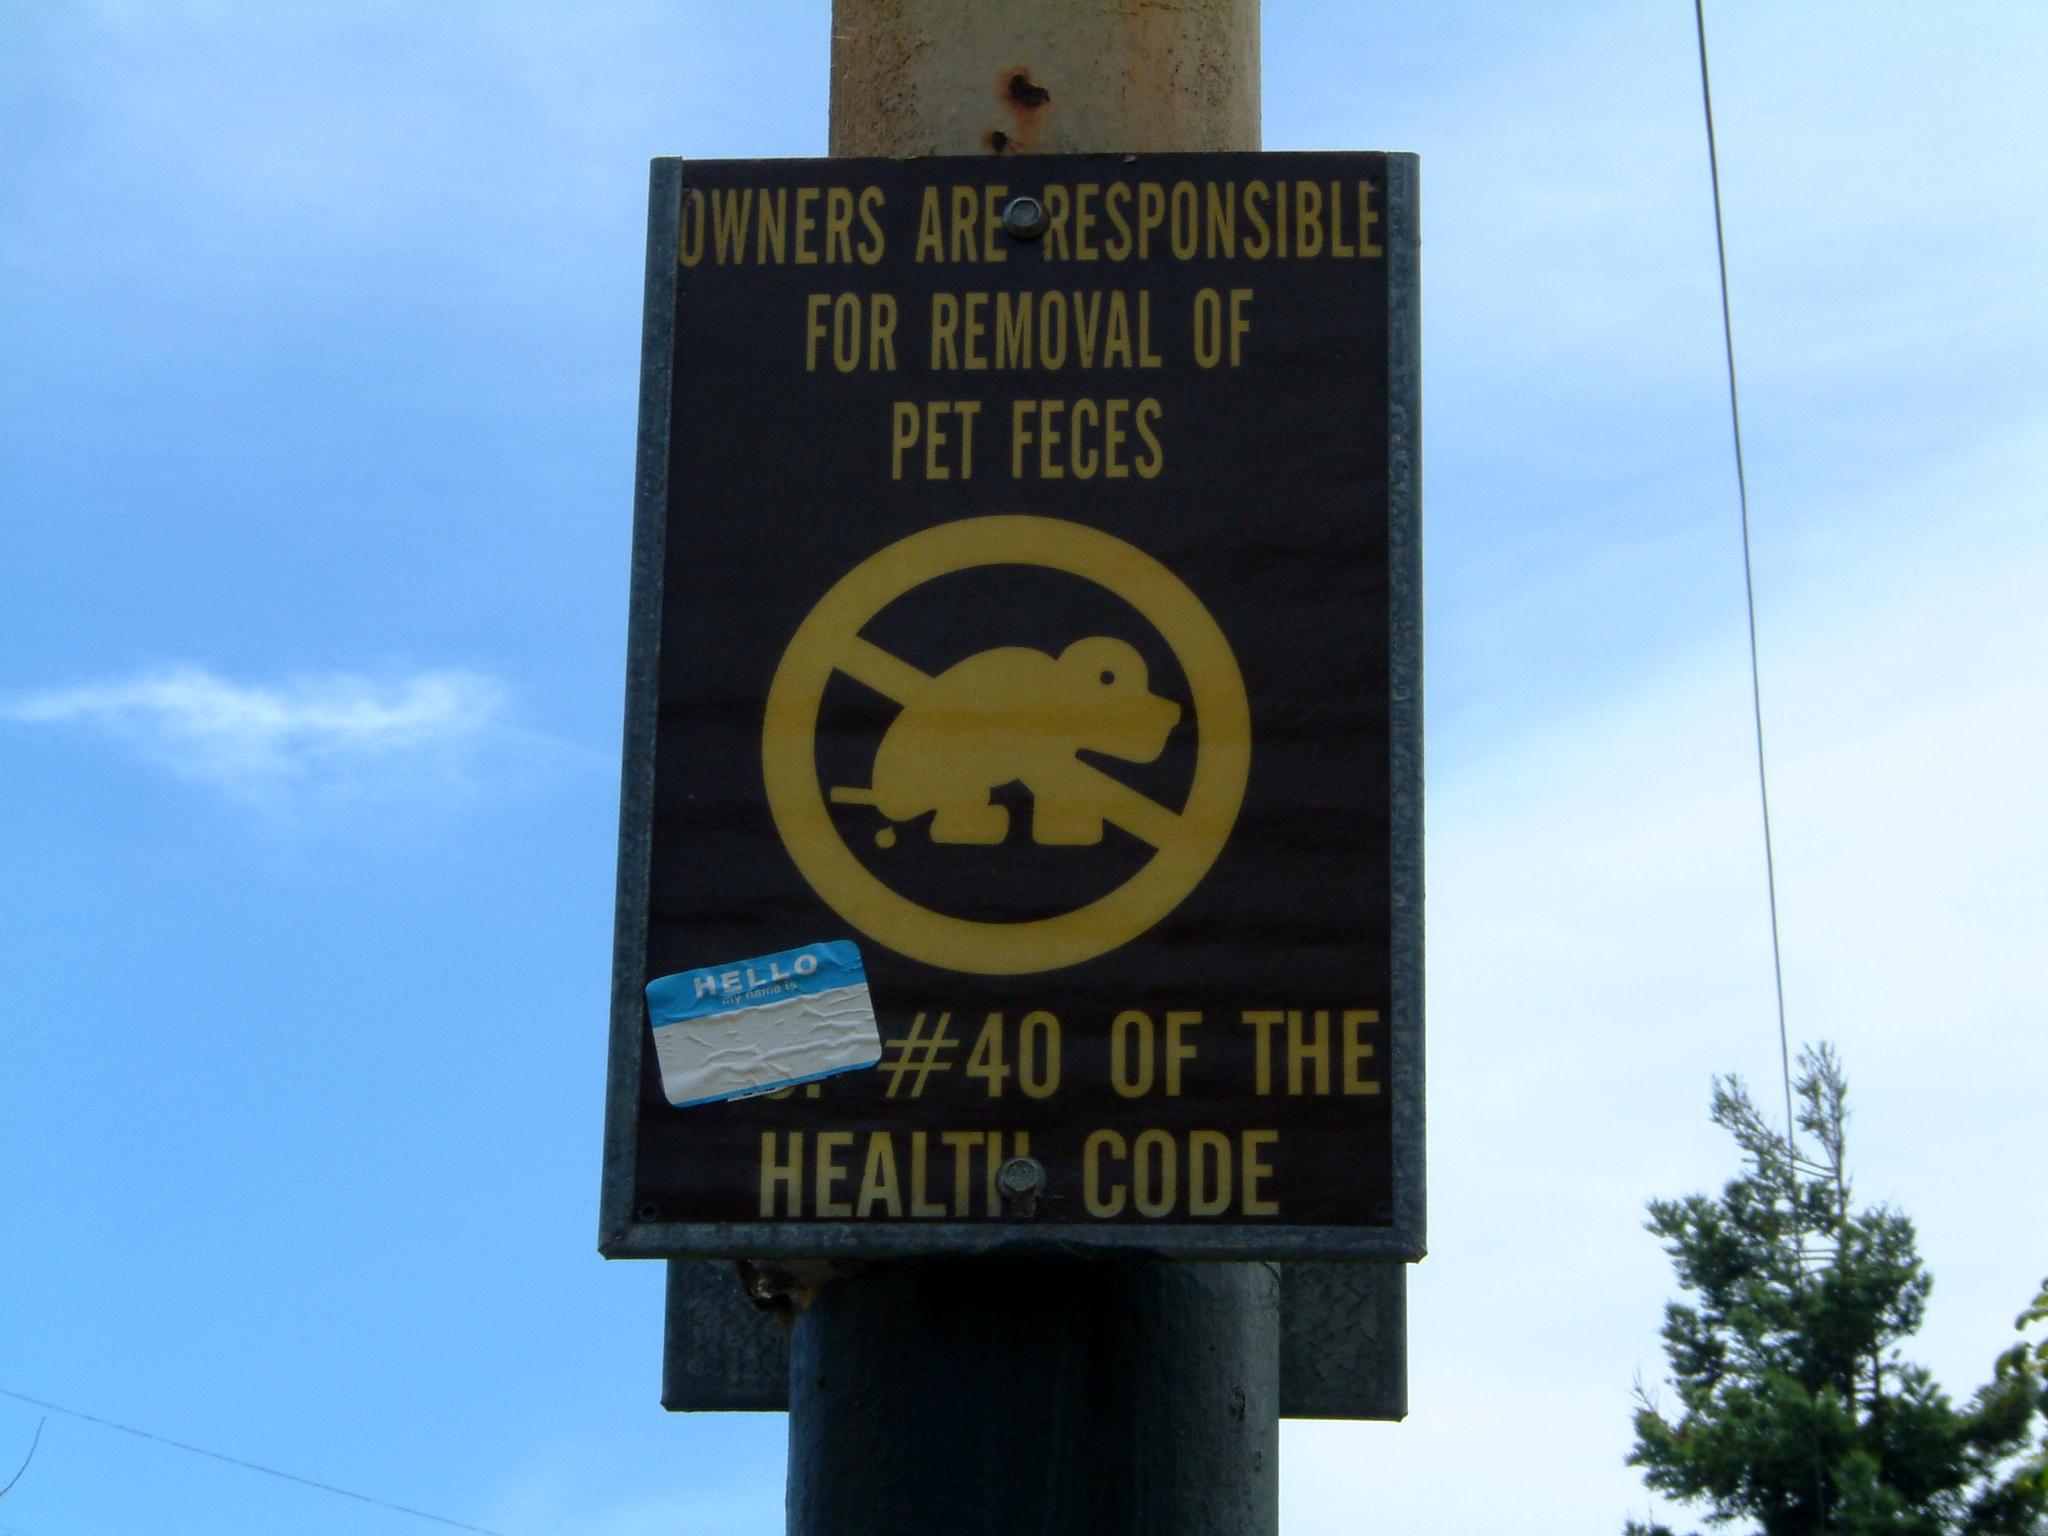 OWNERS ARE RESPONSIBLE
FOR REMOVAL OF
PET FECES
HELLO
my name is
#40 OF THE
HEALTH CODE